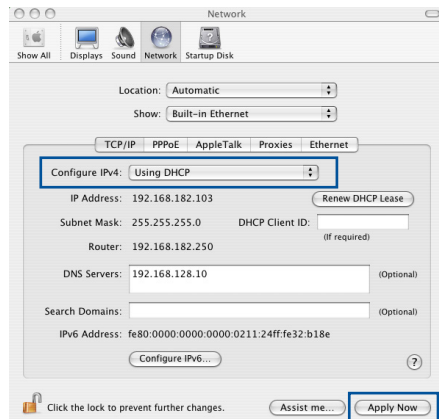 Network
Show All Displays Sound Network Startup Disk
Location: Automatic
Show: Built-in Ethernet
TCP/IP PPPoE AppleTalk Proxies Ethernet
Configure IPv4: Using DHCP
IP Address: 192.168.182.103 Renew DHCP Lease
Subnet Mask: 255.255.255.0 DHCP Client ID:
(If required)
Router: 192.168.182.250
DNS Servers: 192.168.128.10 (Optional)
Search Domains: (Optional)
IPv6 Address: fe80:0000:0000:0000:0211:24ff:fe32:b18e
Configure IPv6... ?
Click the lock to prevent further changes. Assist me... Apply Now